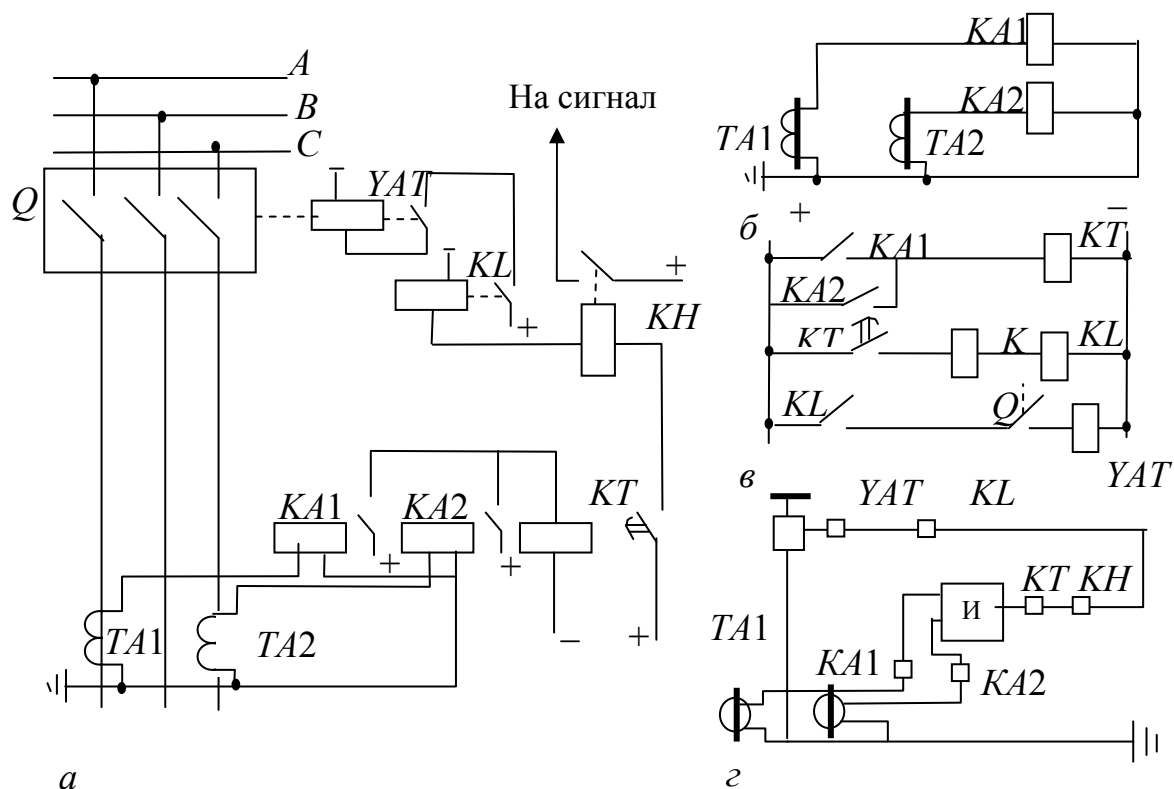 A
B
C
Q
YAT
KL
На сигнал
+
KH
+
KA1
KA2
KT
+
+
−
+
TA1
TA2
а
KA1
KA2
TA1
TA2
б
+
−
KA1
KT
KA2
KT
K
KL
KL
Q
YAT
в
YAT
KL
И
KT
KH
TA1
KA1
KA2
г